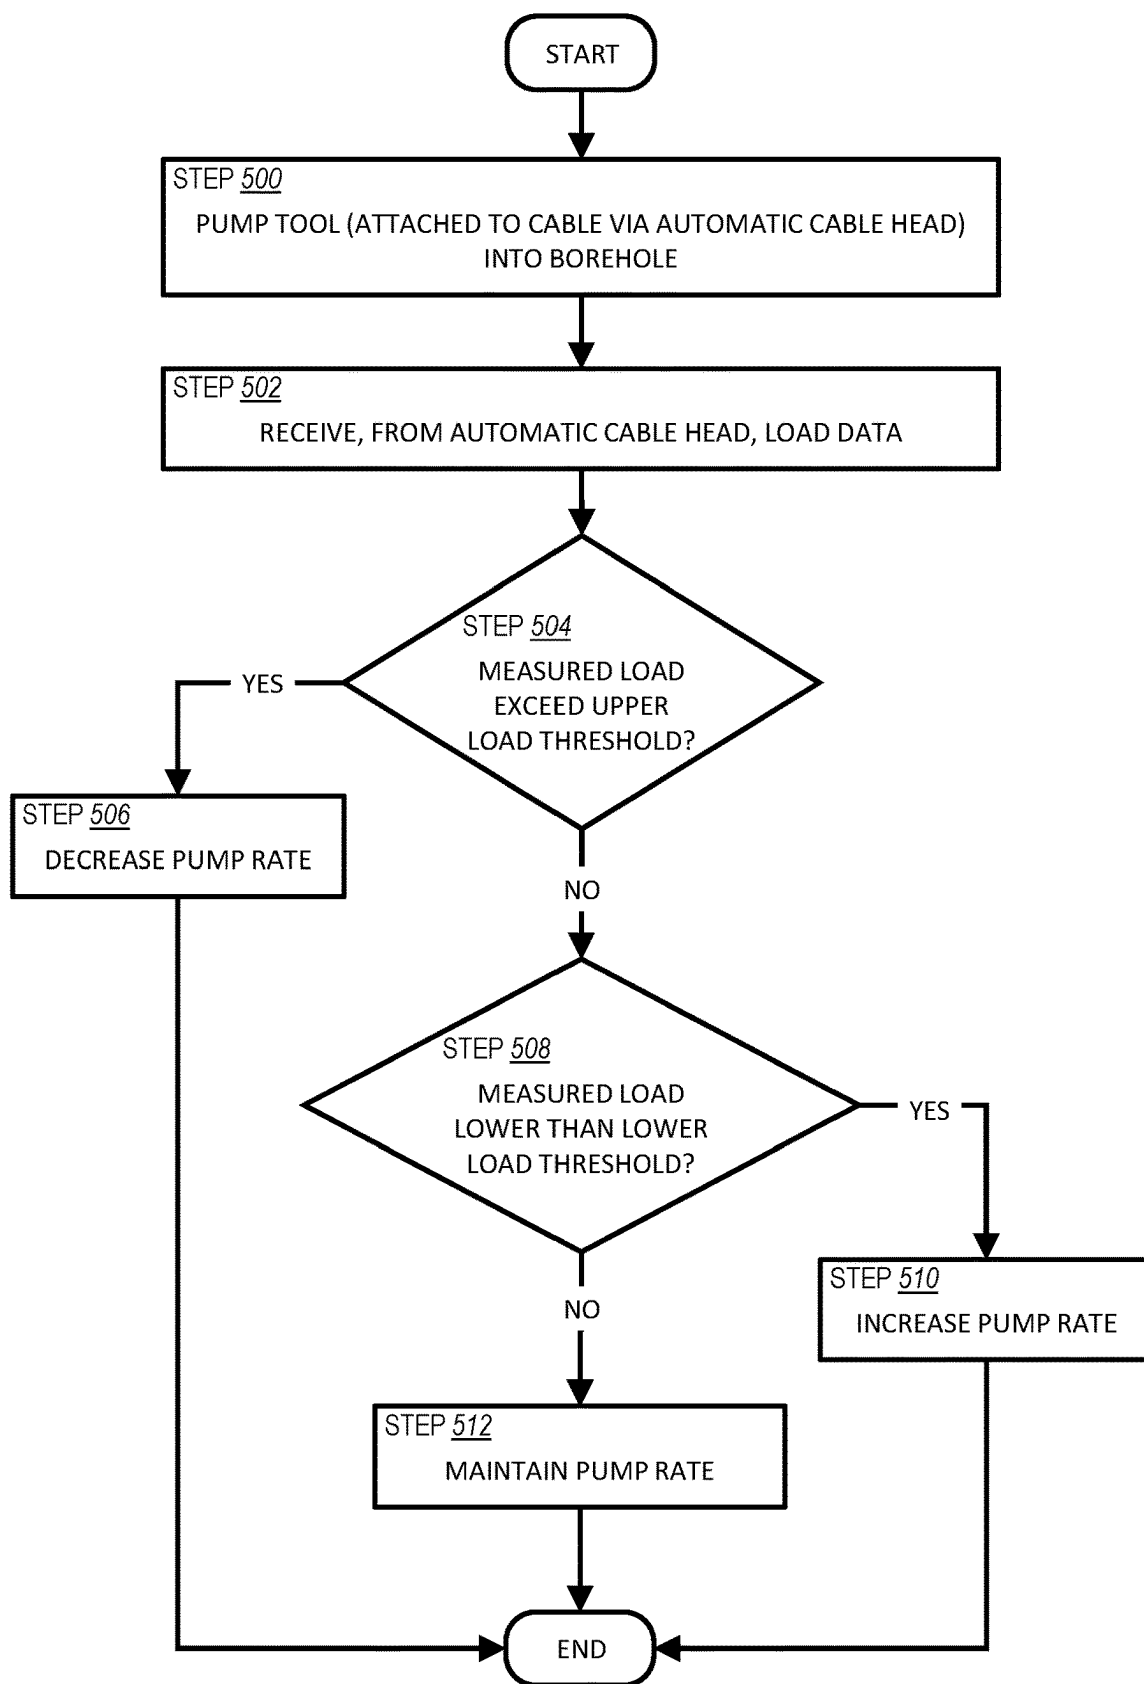 START
STEP 500
PUMP TOOL (ATTACHED TO CABLE VIA AUTOMATIC CABLE HEAD)
INTO BOREHOLE
STEP 502
RECEIVE, FROM AUTOMATIC CABLE HEAD, LOAD DATA
STEP 504
MEASURED LOAD
EXCEED UPPER
LOAD THRESHOLD?
YES
STEP 506
DECREASE PUMP RATE
NO
STEP 508
MEASURED LOAD
LOWER THAN LOWER
LOAD THRESHOLD?
YES
STEP 510
INCREASE PUMP RATE
NO
STEP 512
MAINTAIN PUMP RATE
END